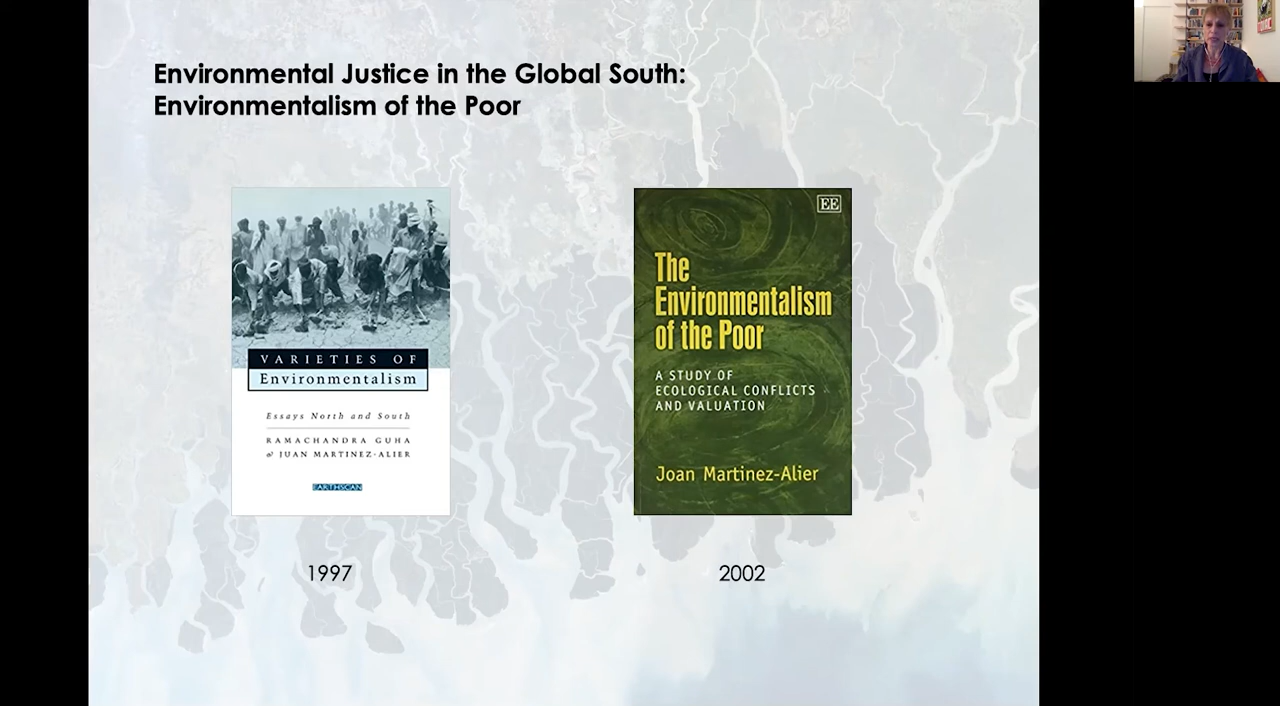 Environmental Justice in the Global South:
Environmentalism of the Poor
VARIETIES OF
Environmentalism
Essays North and South
RAMACHANDRA GUHA
& JUAN MARTINEZ-ALIER
EARTHSCAN
1997
EE
The
Environmentalism
of the Poor
A STUDY OF
ECOLOGICAL CONFLICTS
AND VALUATION
Joan Martinez-Alier
2002